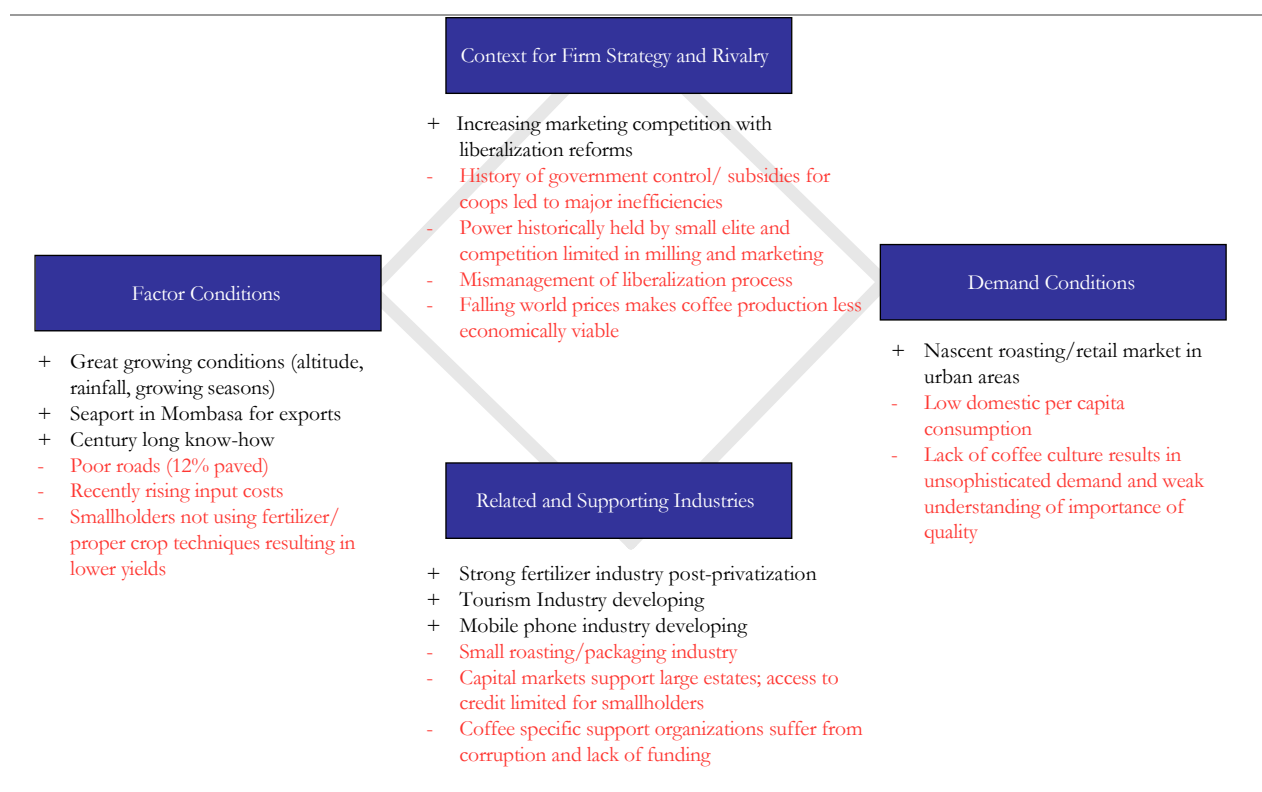 Context for Firm Strategy and Rivalry
+ Increasing marketing competition with
liberalization reforms
- History of government control/ subsidies for
coops led to major inefficiencies
- Power historically held by small elite and
competition limited in milling and marketing
- Mismanagement of liberalization process
- Falling world prices makes coffee production less
economically viable
Factor Conditions
+ Great growing conditions (altitude,
rainfall, growing seasons)
+ Seaport in Mombasa for exports
+ Century long know-how
- Poor roads (12% paved)
- Recently rising input costs
- Smallholders not using fertilizer/
proper crop techniques resulting in
lower yields
Demand Conditions
+ Nascent roasting/retail market in
urban areas
- Low domestic per capita
consumption
- Lack of coffee culture results in
unsophisticated demand and weak
understanding of importance of
quality
Related and Supporting Industries
+ Strong fertilizer industry post-privatization
+ Tourism Industry developing
+ Mobile phone industry developing
- Small roasting/packaging industry
- Capital markets support large estates; access to
credit limited for smallholders
- Coffee specific support organizations suffer from
corruption and lack of funding